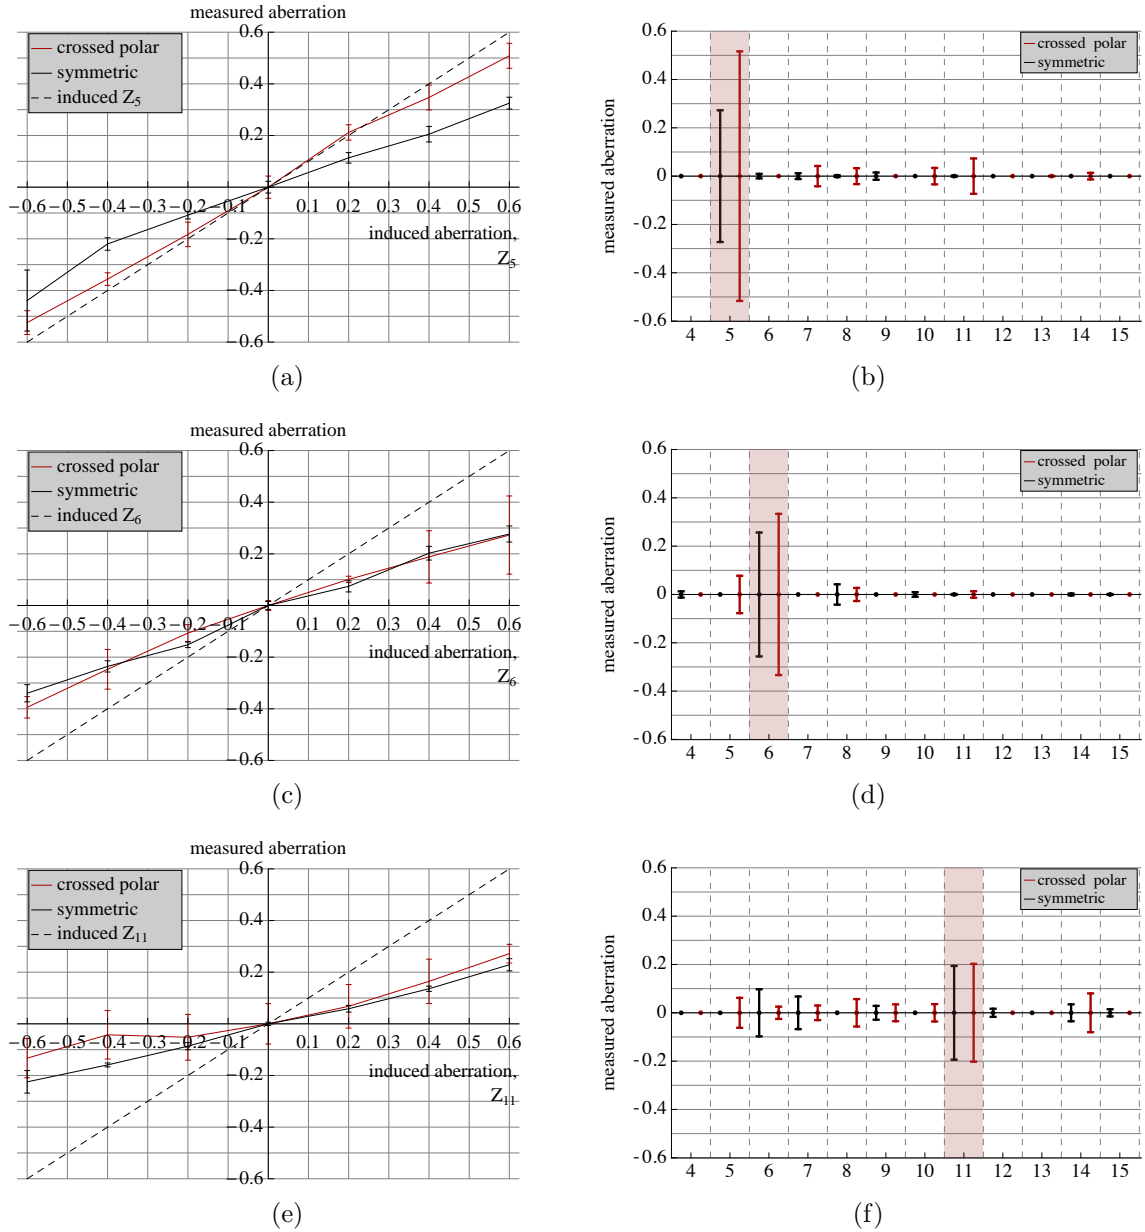 measured aberration
0.6
crossed polar
symmetric
induced Z5
0.4
0.2
−0.6 −0.5 −0.4 −0.3 −0.2 −0.1 0.1 0.2 0.3 0.4 0.5 0.6
induced aberration,
Z5
−0.2
−0.4
−0.6
(a)
measured aberration
0.6
0.4
0.2
0
-0.2
-0.4
-0.6
crossed polar
symmetric
4 5 6 7 8 9 10 11 12 13 14 15
(b)
measured aberration
0.6
crossed polar
symmetric
induced Z6
0.4
0.2
−0.6 −0.5 −0.4 −0.3 −0.2 −0.1 0.1 0.2 0.3 0.4 0.5 0.6
induced aberration,
Z6
−0.2
−0.4
−0.6
(c)
measured aberration
0.6
0.4
0.2
0
-0.2
-0.4
-0.6
crossed polar
symmetric
4 5 6 7 8 9 10 11 12 13 14 15
(d)
measured aberration
0.6
crossed polar
symmetric
induced Z11
0.4
0.2
−0.6 −0.5 −0.4 −0.3 −0.2 −0.1 0.1 0.2 0.3 0.4 0.5 0.6
induced aberration,
Z11
−0.2
−0.4
−0.6
(e)
measured aberration
0.6
0.4
0.2
0
-0.2
-0.4
-0.6
crossed polar
symmetric
4 5 6 7 8 9 10 11 12 13 14 15
(f)